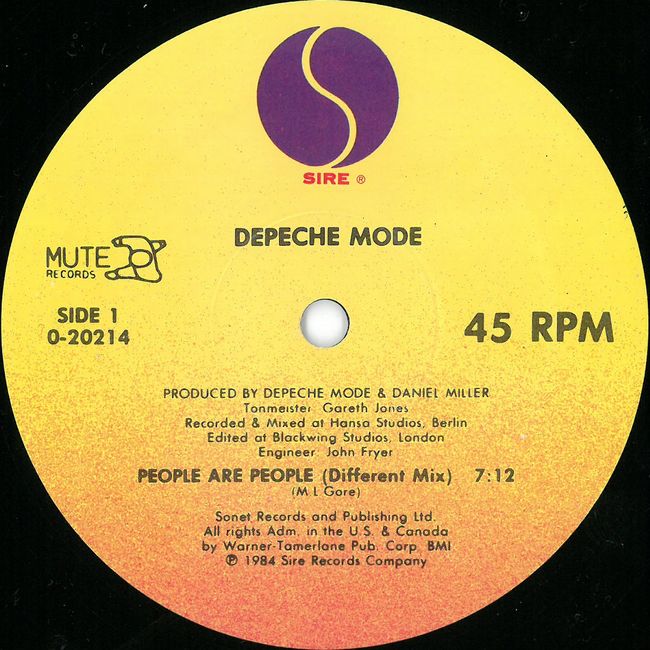 SIRE ®
DEPECHE MODE
MUTE
RECORDS
SIDE 1
0-20214
45 RPM
PRODUCED BY DEPECHE MODE & DANIEL MILLER
Tonmeister: Gareth Jones
Recorded & Mixed at Hansa Studios, Berlin
Edited at Blackwing Studios, London
Engineer: John Fryer
PEOPLE ARE PEOPLE (Different Mix) 7:12
(M L Gore)
Sonet Records and Publishing Ltd.
All rights Adm. in the U.S. & Canada
by Warner-Tamerlane Pub. Corp. BMI
℗ 1984 Sire Records Company